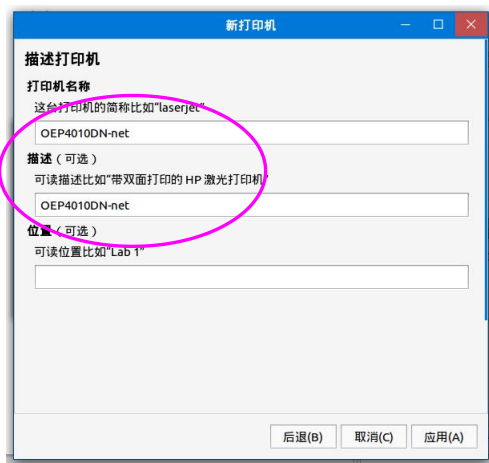 新打印机
描述打印机
打印机名称
这台打印机的简称比如"laserjet"
OEP4010DN-net
描述（可选）
可读描述比如"带双面打印的 HP 激光打印机"
OEP4010DN-net
位置（可选）
可读位置比如"Lab 1"
后退(B) 取消(C) 应用(A)